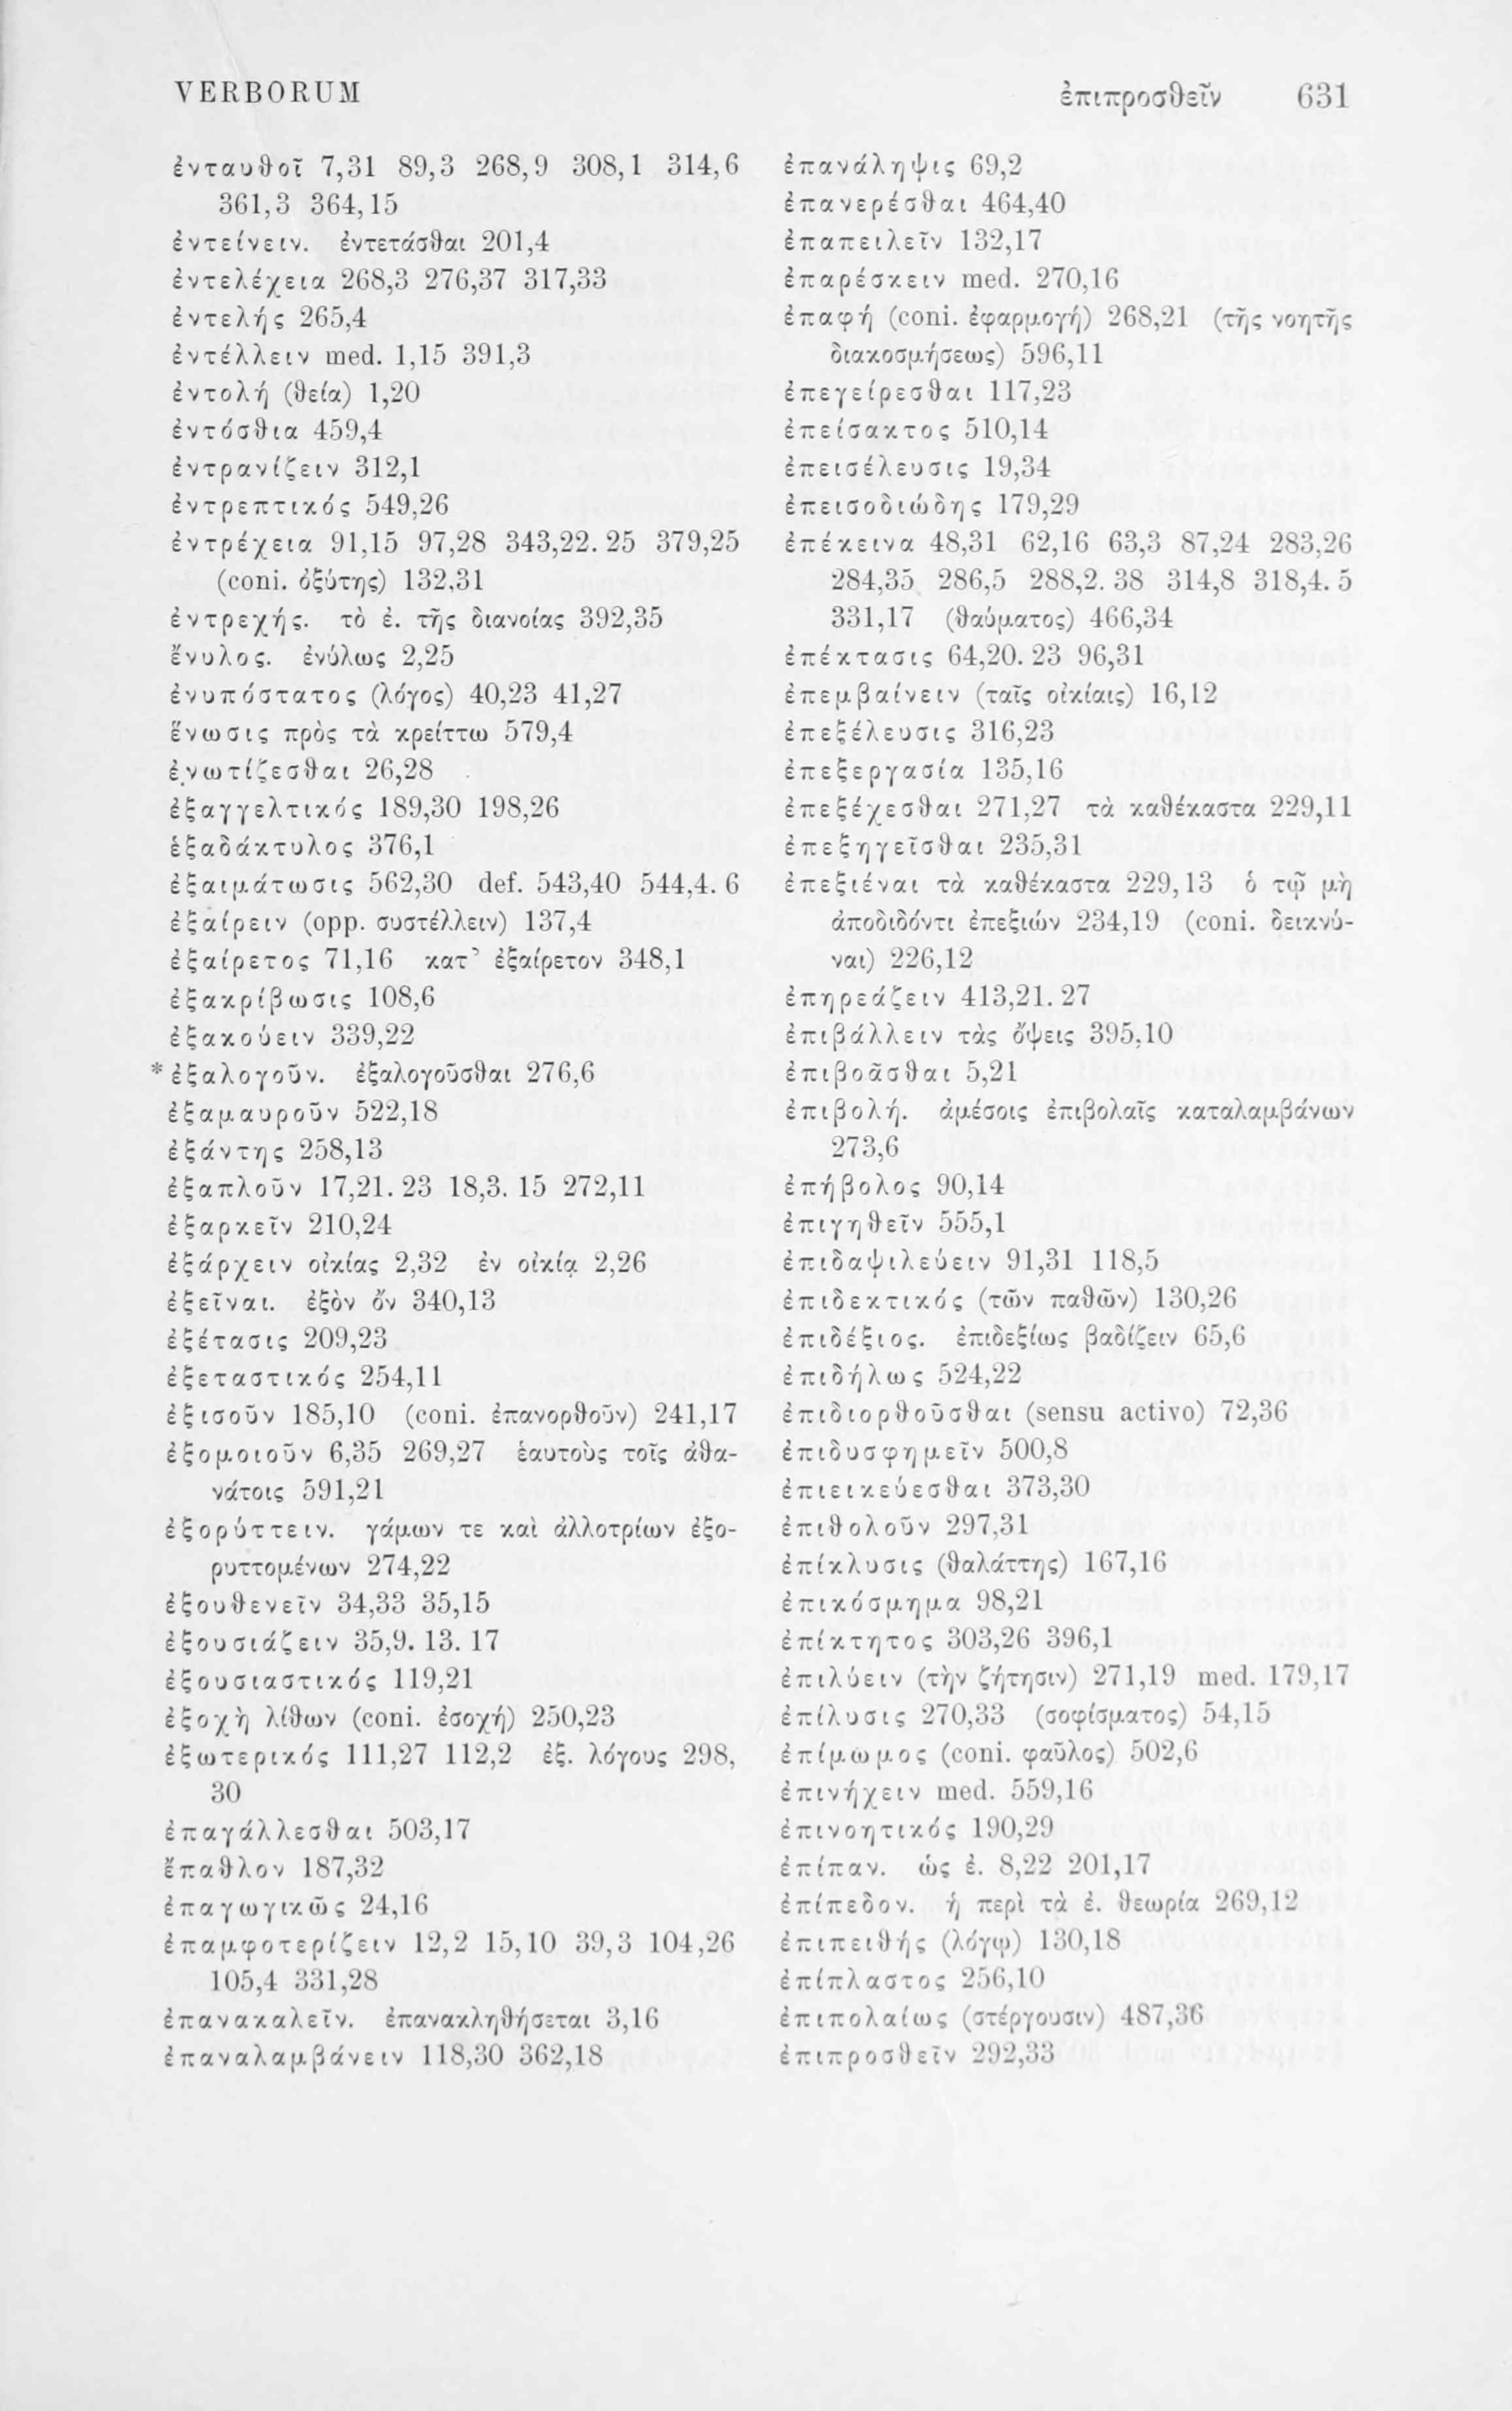 VERBORUM
ἐπιπροσθεῖν 631
ἐνταυθοῖ 7,31 89,3 268,9 308,1 314,6
361,3 364,15
ἐντείνειν. ἐντετάσθαι 201,4
ἐντελέχεια 268,3 276,37 317,33
ἐντελής 265,4
ἐντέλλειν med. 1,15 391,3
ἐντολή (θεία) 1,20
ἐντόσθια 459,4
ἐντρανίζειν 312,1
ἐντρεπτικός 549,26
ἐντρέχεια 91,15 97,28 343,22. 25 379,25
(coni. ὀξύτης) 132,31
ἐντρεχής. τὸ ἐ. τῆς διανοίας 392,35
ἔνυλος. ἐνύλως 2,25
ἐνυπόστατος (λόγος) 40,23 41,27
ἕνωσις πρὸς τὰ κρείττω 579,4
ἐνωτίζεσθαι 26,28
ἐξαγγελτικός 189,30 198,26
ἑξαδάκτυλος 376,1
ἐξαιμάτωσις 562,30 def. 543,40 544,4. 6
ἐξαίρειν (opp. συστέλλειν) 137,4
ἐξαίρετος 71,16 κατ᾽ ἐξαίρετον 348,1
ἐξακρίβωσις 108,6
ἐξακούειν 339,22
*ἐξαλογοῦν. ἐξαλογοῦσθαι 276,6
ἐξαμαυροῦν 522,18
ἐξάντης 258,13
ἐξαπλοῦν 17,21. 23 18,3. 15 272,11
ἐξαρκεῖν 210,24
ἐξάρχειν οἰκίας 2,32 ἐν οἰκίᾳ 2,26
ἐξεῖναι. ἐξὸν ὄν 340,13
ἐξέτασις 209,23
ἐξεταστικός 254,11
ἐξισοῦν 185,10 (coni. ἐπανορθοῦν) 241,17
ἐξομοιοῦν 6,35 269,27 ἑαυτοὺς τοῖς ἀθα-
νάτοις 591,21
ἐξορύττειν. γάμων τε καὶ ἀλλοτρίων ἐξο-
ρυττομένων 274,22
ἐξουθενεῖν 34,33 35,15
ἐξουσιάζειν 35,9. 13. 17
ἐξουσιαστικός 119,21
ἐξοχὴ λίθων (coni. ἐσοχή) 250,23
ἐξωτερικός 111,27 112,2 ἐξ. λόγους 298,
30
ἐπαγάλλεσθαι 503,17
ἔπαθλον 187,32
ἐπαγωγικῶς 24,16
ἐπαμφοτερίζειν 12,2 15,10 39,3 104,26
105,4 331,28
ἐπανακαλεῖν. ἐπανακληθήσεται 3,16
ἐπαναλαμβάνειν 118,30 362,18
ἐπανάληψις 69,2
ἐπανερέσθαι 464,40
ἐπαπειλεῖν 132,17
ἐπαρέσκειν med. 270,16
ἐπαφή (coni. ἐφαρμογή) 268,21 (τῆς νοητῆς
διακοσμήσεως) 596,11
ἐπεγείρεσθαι 117,23
ἐπείσακτος 510,14
ἐπεισέλευσις 19,34
ἐπεισοδιώδης 179,29
ἐπέκεινα 48,31 62,16 63,3 87,24 283,26
284,35 286,5 288,2. 38 314,8 318,4. 5
331,17 (θαύματος) 466,34
ἐπέκτασις 64,20. 23 96,31
ἐπεμβαίνειν (ταῖς οἰκίαις) 16,12
ἐπεξέλευσις 316,23
ἐπεξεργασία 135,16
ἐπεξέχεσθαι 271,27 τὰ καθέκαστα 229,11
ἐπεξηγεῖσθαι 235,31
ἐπεξιέναι τὰ καθέκαστα 229,13 ὁ τῷ μὴ
ἀποδιδόντι ἐπεξιών 234,19 (coni. δεικνύ-
ναι) 226,12
ἐπηρεάζειν 413,21. 27
ἐπιβάλλειν τὰς ὄψεις 395,10
ἐπιβοᾶσθαι 5,21
ἐπιβολή. ἀμέσοις ἐπιβολαῖς καταλαμβάνων
273,6
ἐπήβολος 90,14
ἐπιγηθεῖν 555,1
ἐπιδαψιλεύειν 91,31 118,5
ἐπιδεκτικός (τῶν παθῶν) 130,26
ἐπιδέξιος. ἐπιδεξίως βαδίζειν 65,6
ἐπιδήλως 524,22
ἐπιδιορθοῦσθαι (sensu activo) 72,36
ἐπιδυσφημεῖν 500,8
ἐπιεικεύεσθαι 373,30
ἐπιθολοῦν 297,31
ἐπίκλυσις (θαλάττης) 167,16
ἐπικόσμημα 98,21
ἐπίκτητος 303,26 396,1
ἐπιλύειν (τὴν ζήτησιν) 271,19 med. 179,17
ἐπίλυσις 270,33 (σοφίσματος) 54,15
ἐπίμωμος (coni. φαῦλος) 502,6
ἐπινήχειν med. 559,16
ἐπινοητικός 190,29
ἐπίπαν. ὡς ἐ. 8,22 201,17
ἐπίπεδον. ἡ περὶ τὰ ἐ. θεωρία 269,12
ἐπιπειθής (λόγῳ) 130,18
ἐπίπλαστος 256,10
ἐπιπολαίως (στέργουσιν) 487,36
ἐπιπροσθεῖν 292,33